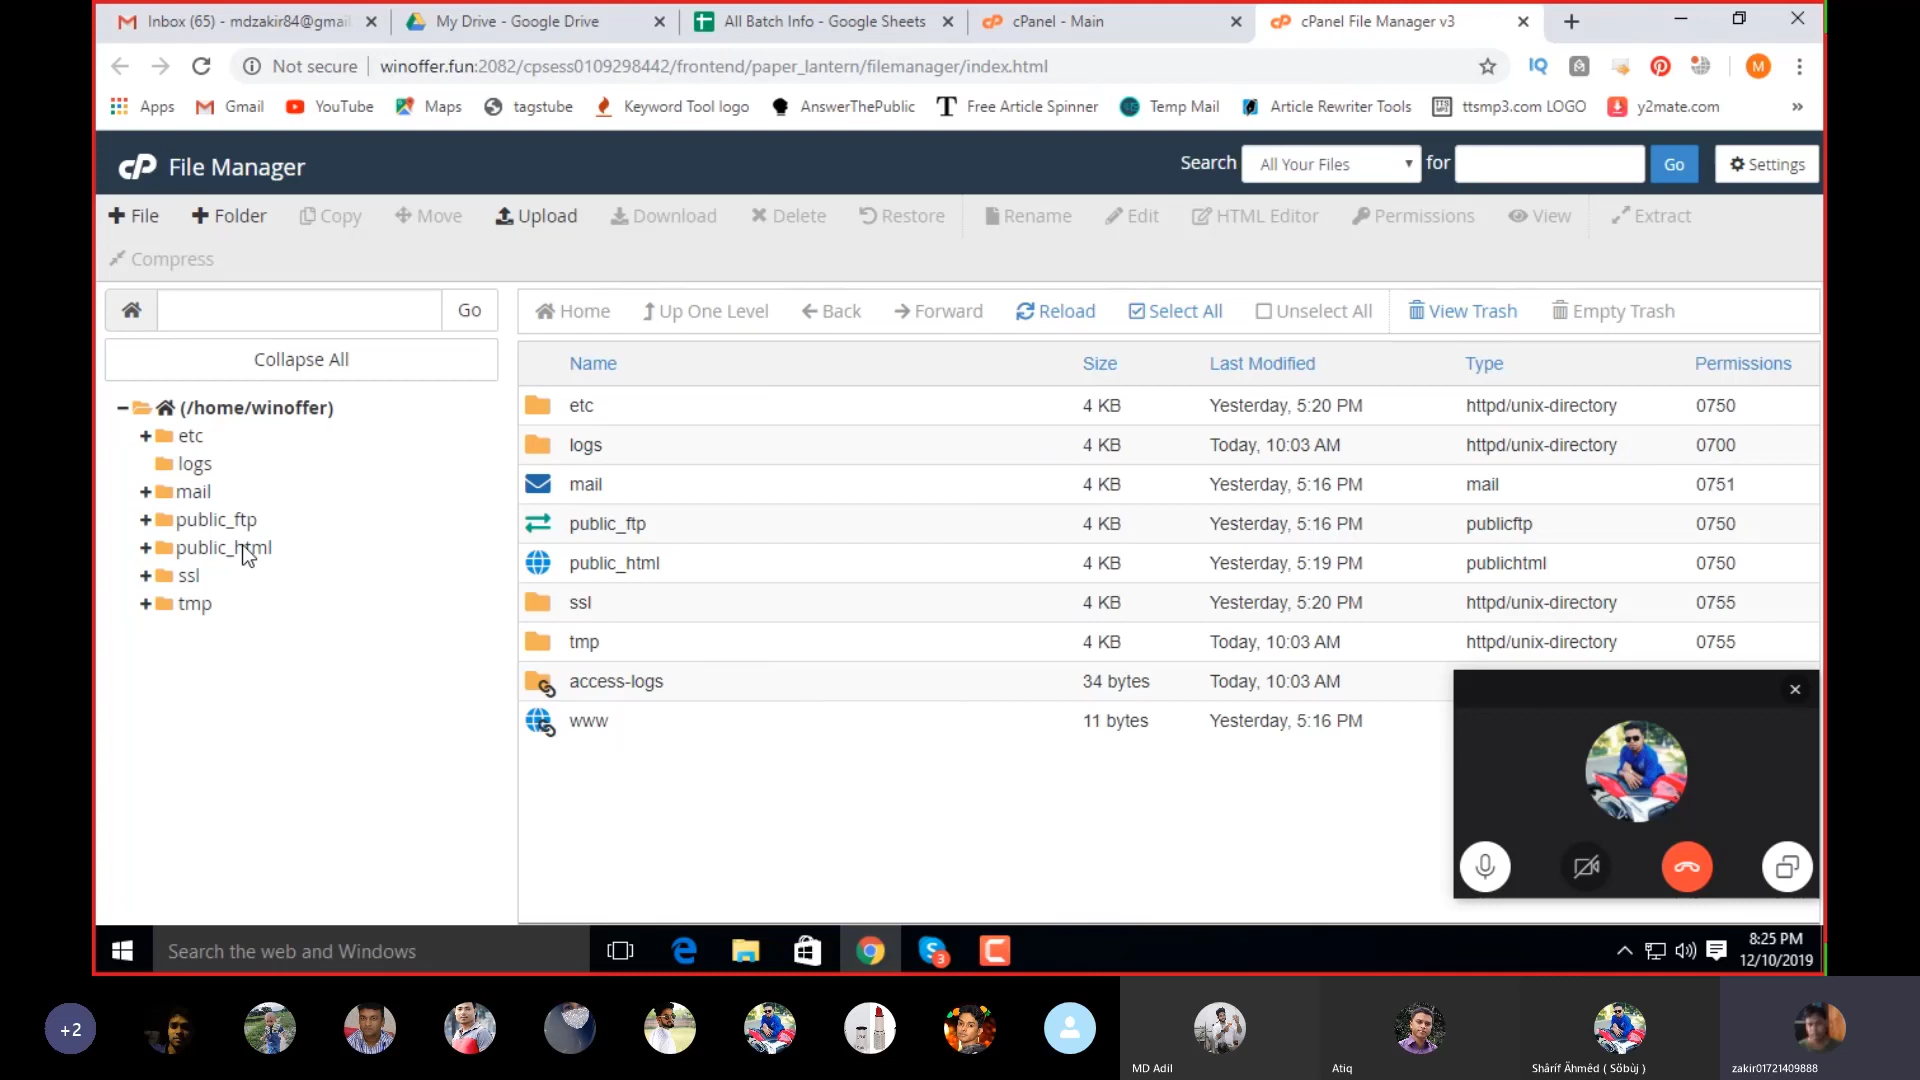 Inbox (65) - mdzakir84@gmai
My Drive - Google Drive
All Batch Info - Google Sheets
cPanel - Main
cPanel File Manager v3
Not secure
winoffer.fun:2082/cpsess0109298442/frontend/paper_lantern/filemanager/index.html
IQ
M
Apps
Gmail
YouTube
Maps
tagstube
Keyword Tool logo
AnswerThePublic
T Free Article Spinner
Temp Mail
Article Rewriter Tools
ttsmp3.com LOGO
y2mate.com
»
cP File Manager
Search All Your Files for Go Settings
File
Folder
Copy
Move
Upload
Download
Delete
Restore
Rename
Edit
HTML Editor
Permissions
View
Extract
Compress
Go
Collapse All
(/home/winoffer)
etc
logs
mail
public_ftp
public_html
ssl
tmp
Home
Up One Level
Back
Forward
Reload
Select All
Unselect All
View Trash
Empty Trash
Name Size Last Modified Type Permissions
etc 4 KB Yesterday, 5:20 PM httpd/unix-directory 0750
logs 4 KB Today, 10:03 AM httpd/unix-directory 0700
mail 4 KB Yesterday, 5:16 PM mail 0751
public_ftp 4 KB Yesterday, 5:16 PM publicftp 0750
public_html 4 KB Yesterday, 5:19 PM publichtml 0750
ssl 4 KB Yesterday, 5:20 PM httpd/unix-directory 0755
tmp 4 KB Today, 10:03 AM httpd/unix-directory 0755
access-logs 34 bytes Today, 10:03 AM
www 11 bytes Yesterday, 5:16 PM
Search the web and Windows
3
8:25 PM
12/10/2019
+2
MD Adil
Atiq
Shãríf Ãhmêd ( Söbùj )
zakir01721409888